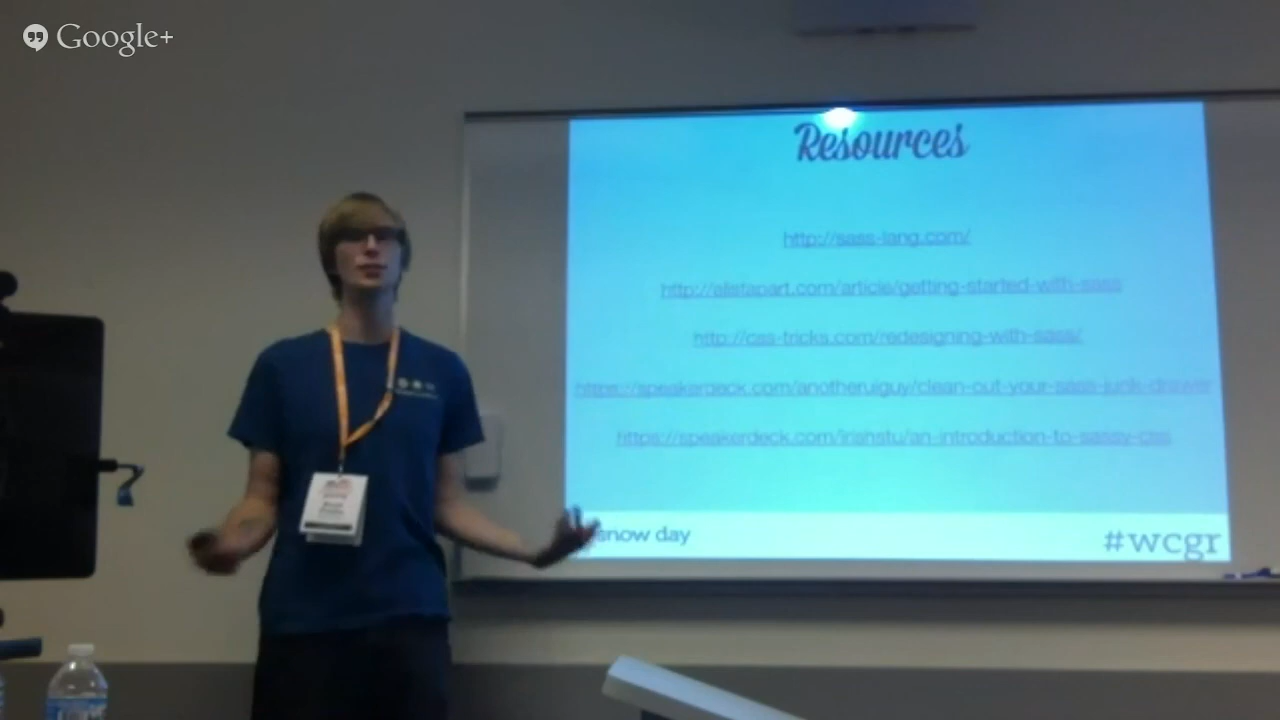 Google+
Resources
http://sass-lang.com/
http://alistapart.com/article/getting-started-with-sass
http://css-tricks.com/redesigning-with-sass/
https://speakerdeck.com/anotheruiguy/clean-out-your-sass-junk-drawer
https://speakerdeck.com/irishstu/an-introduction-to-sassy-css
snow day
#wcgr